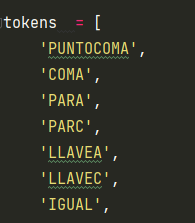 tokens = [
'PUNTOCOMA',
'COMA',
'PARA',
'PARC',
'LLAVEA',
'LLAVEC',
'IGUAL',